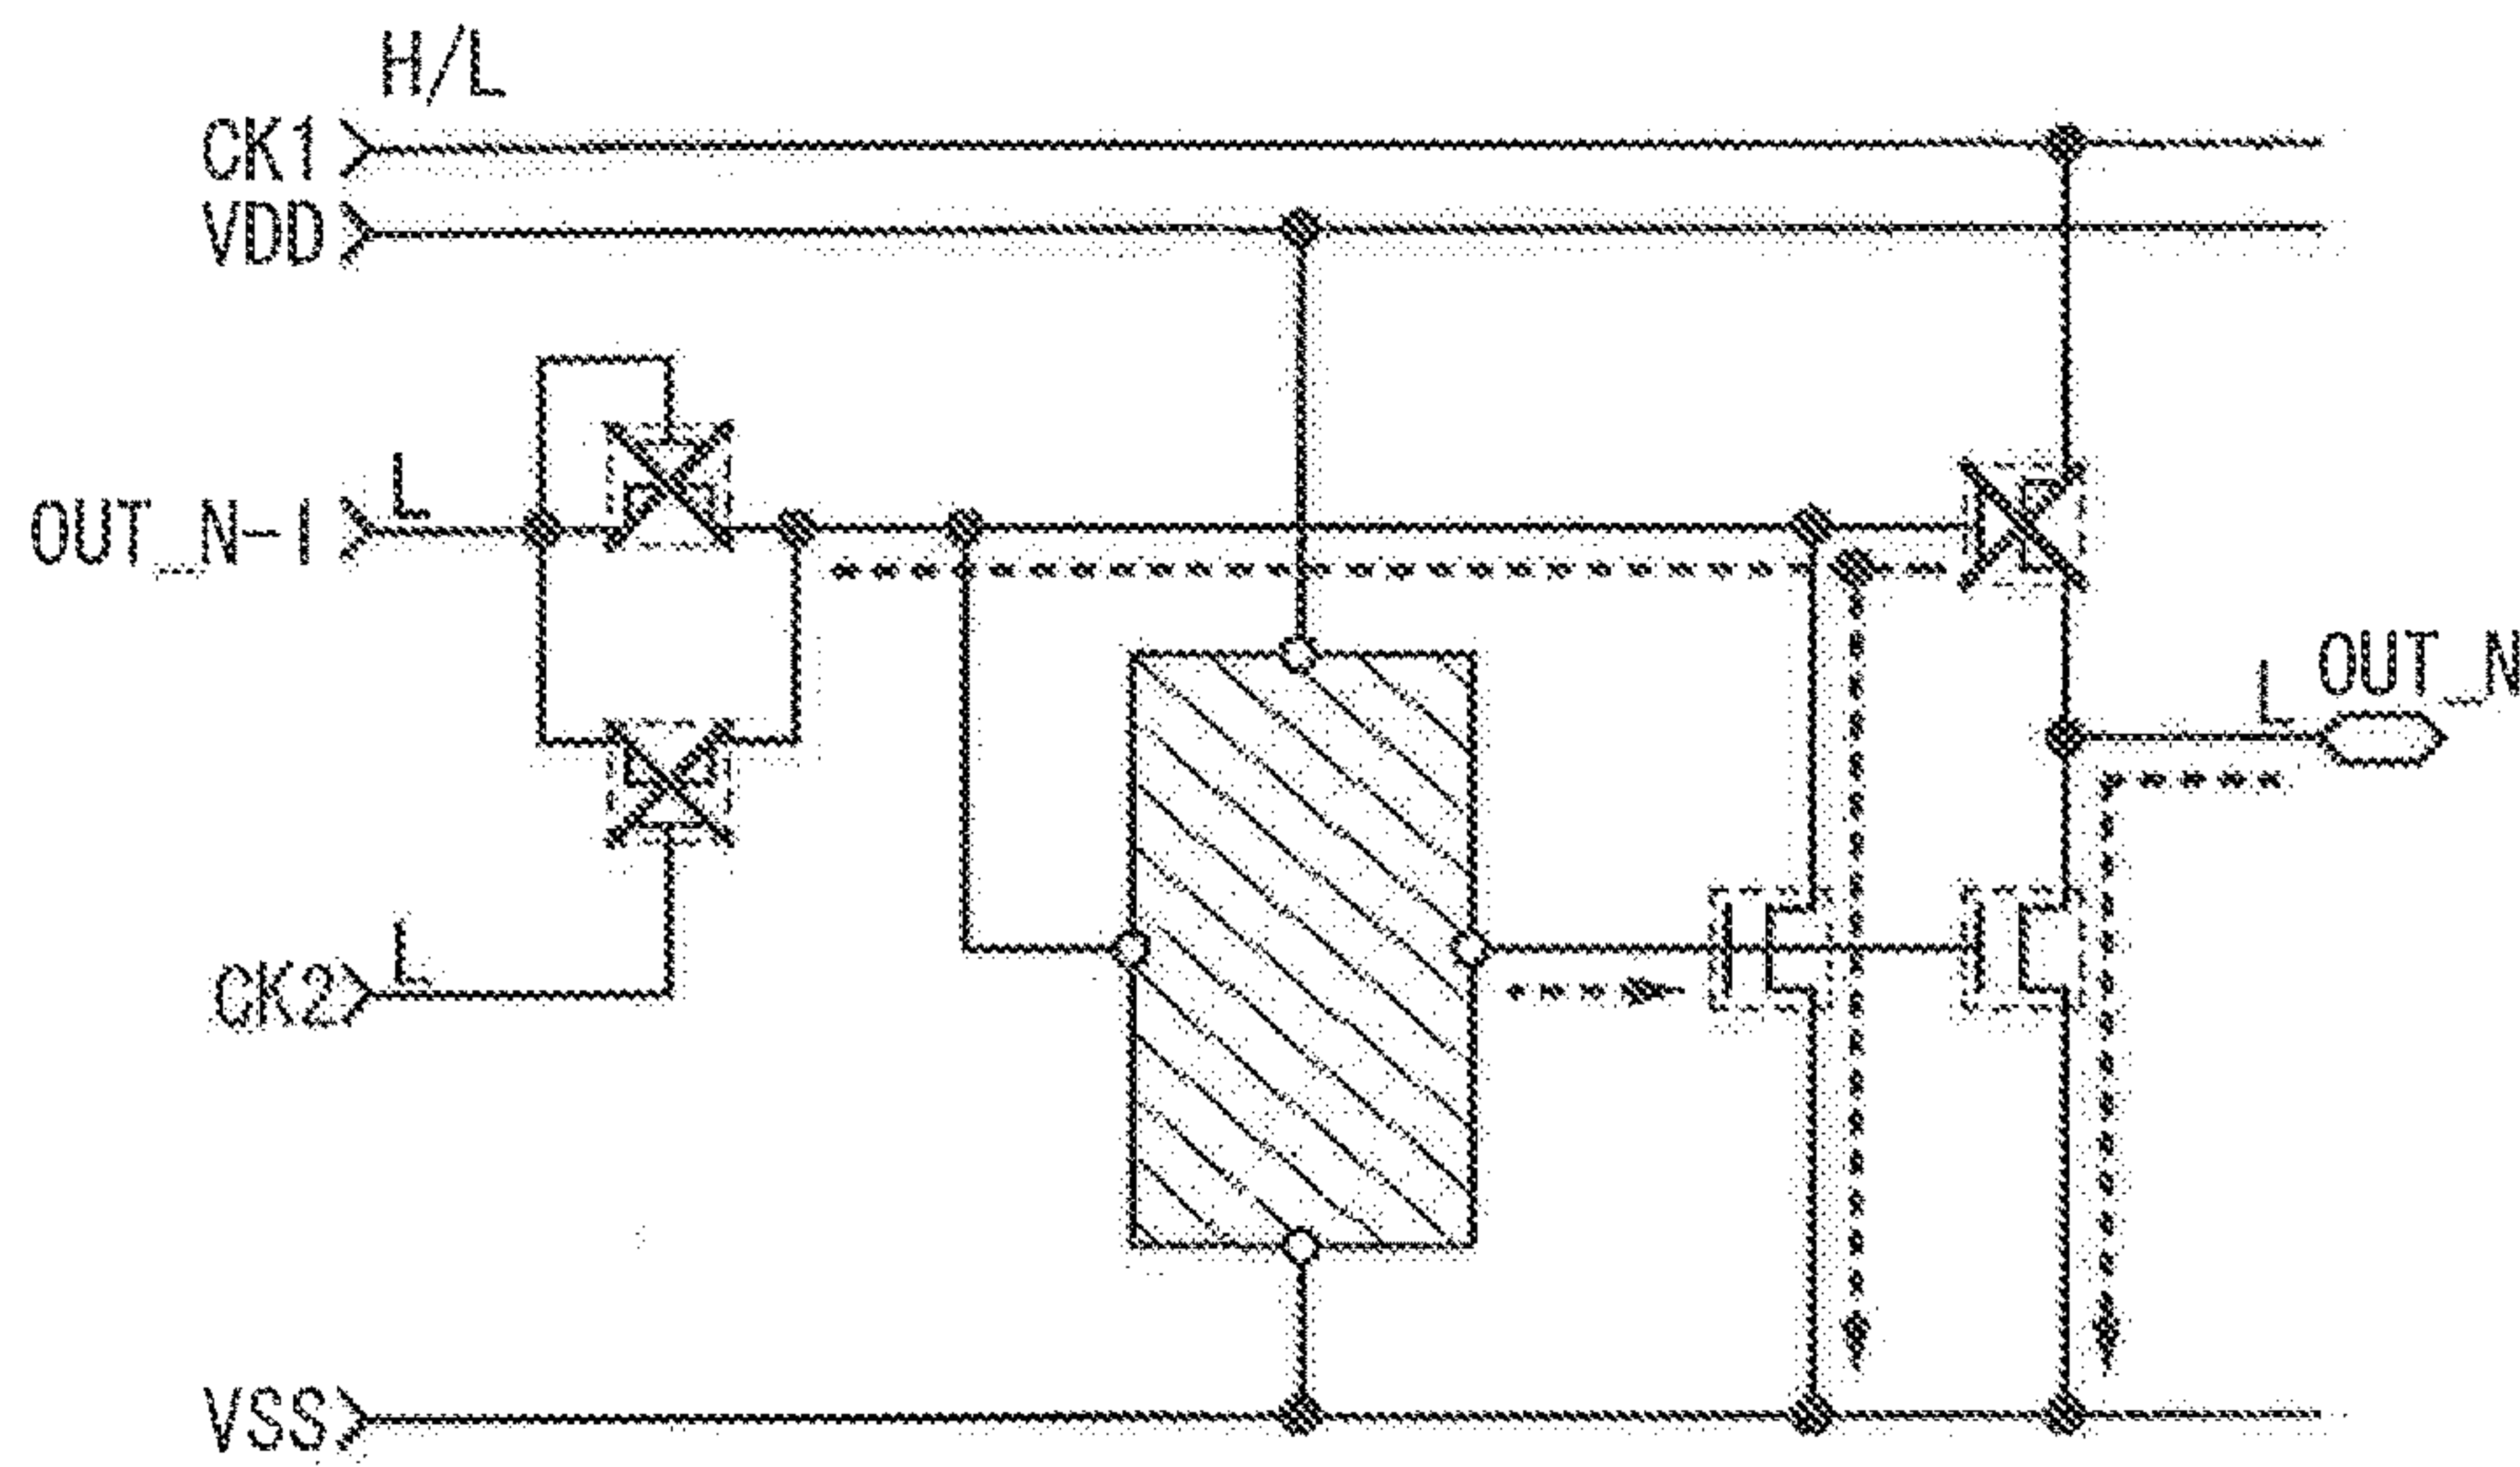 H/L
CK1
VDD
L
OUT_N-1
L
OUT_N
L
CK2
VSS